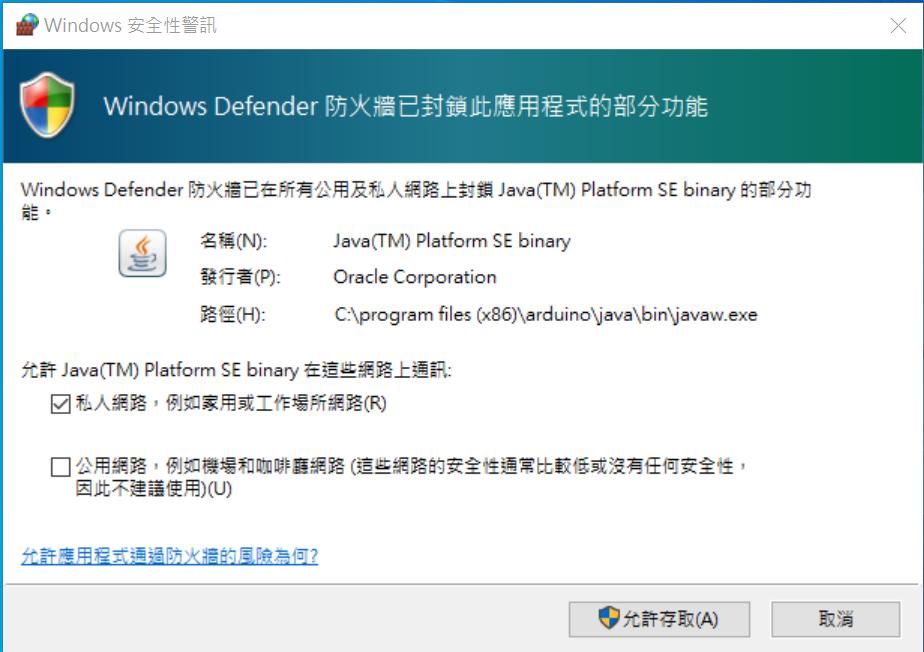 Windows 安全性警訊
Windows Defender 防火牆已封鎖此應用程式的部分功能
Windows Defender 防火牆已在所有公用及私人網路上封鎖 Java(TM) Platform SE binary 的部分功
能。
名稱(N): Java(TM) Platform SE binary
發行者(P): Oracle Corporation
路徑(H): C:\program files (x86)\arduino\java\bin\javaw.exe
允許 Java(TM) Platform SE binary 在這些網路上通訊:
私人網路，例如家用或工作場所網路(R)
公用網路，例如機場和咖啡廳網路 (這些網路的安全性通常比較低或沒有任何安全性，
因此不建議使用)(U)
允許應用程式通過防火牆的風險為何?
允許存取(A)
取消